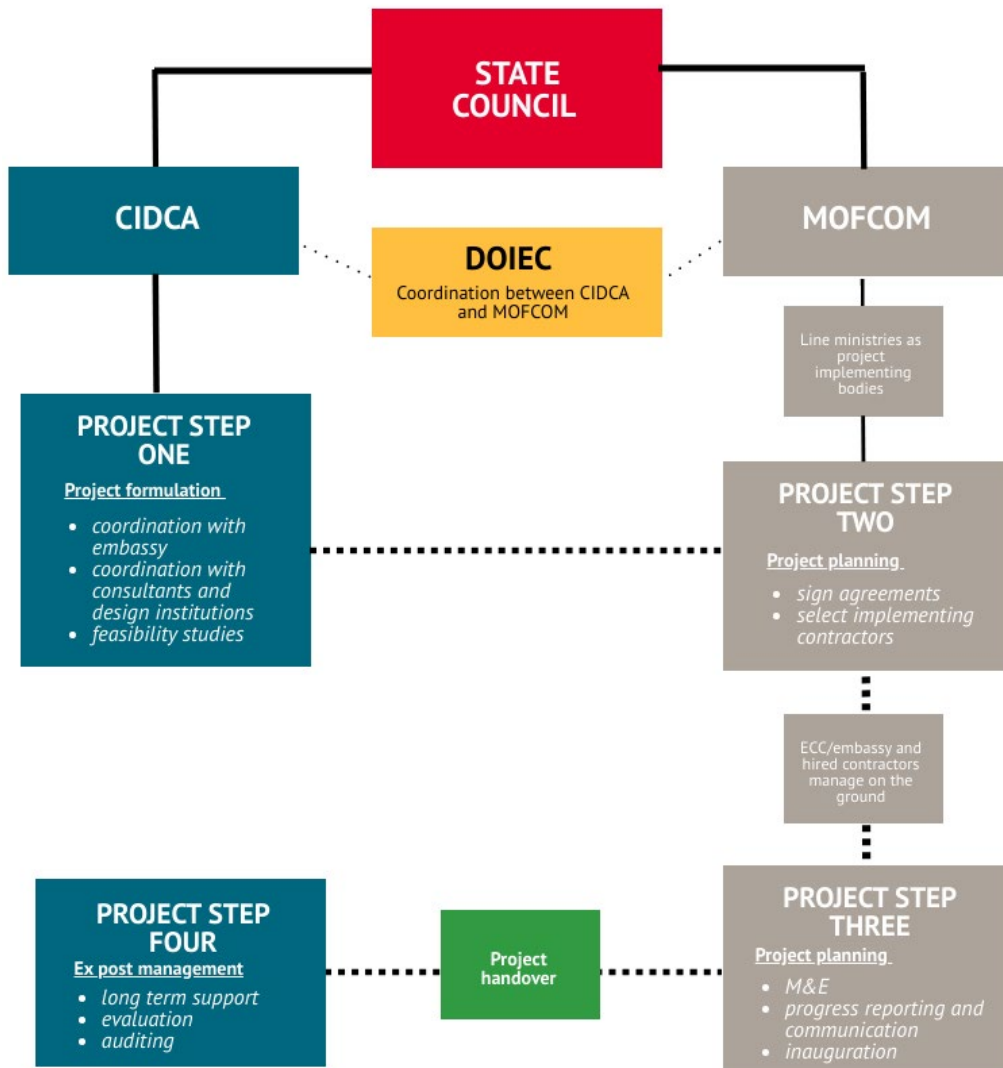 STATE
COUNCIL
CIDCA
MOFCOM
DOIEC
Coordination between CIDCA
and MOFCOM
Line ministries as
project
implementing
bodies
PROJECT STEP
ONE
Project formulation
• coordination with
embassy
• coordination with
consultants and
design institutions
• feasibility studies
PROJECT STEP
TWO
Project planning
• sign agreements
• select implementing
contractors
ECC/embassy and
hired contractors
manage on the
ground
PROJECT STEP
THREE
Project planning
• M&E
• progress reporting and
communication
• inauguration
Project
handover
PROJECT STEP
FOUR
Ex post management
• long term support
• evaluation
• auditing